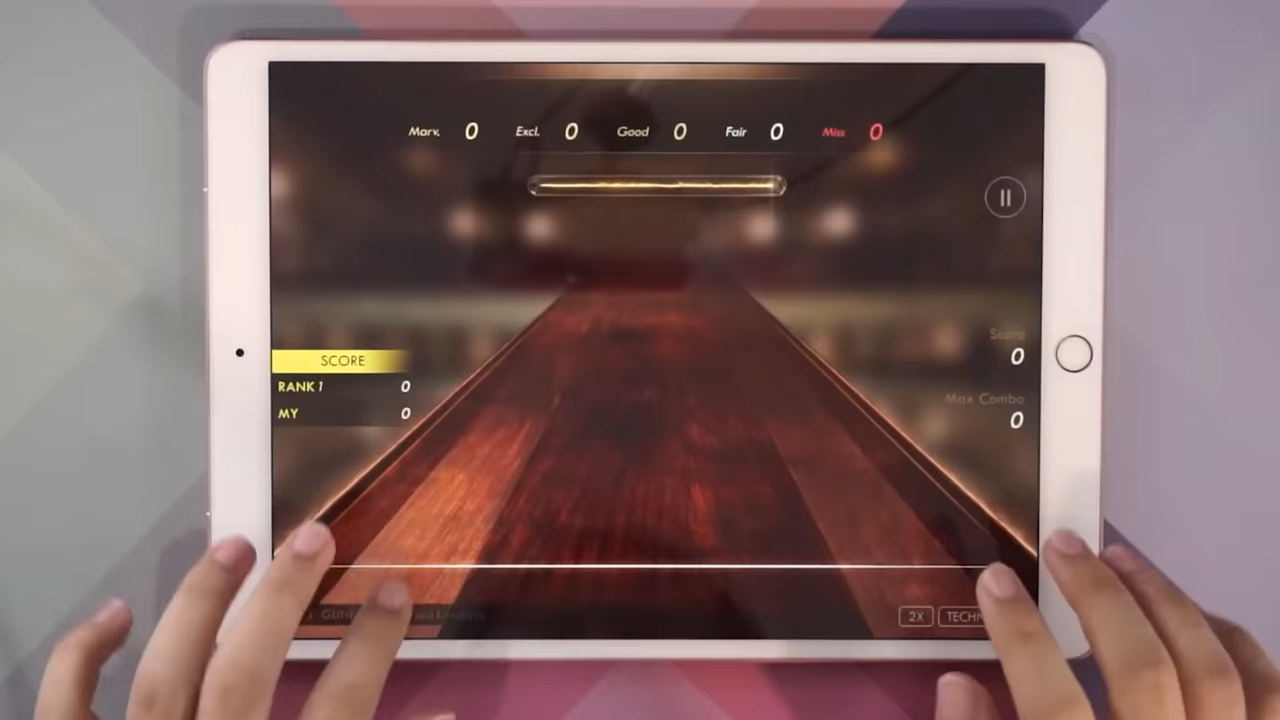 Marv. 0 Excl. 0 Good 0 Fair 0 Miss 0
Score
0
SCORE
RANK 1 0
MY 0
Max Combo
0
2X